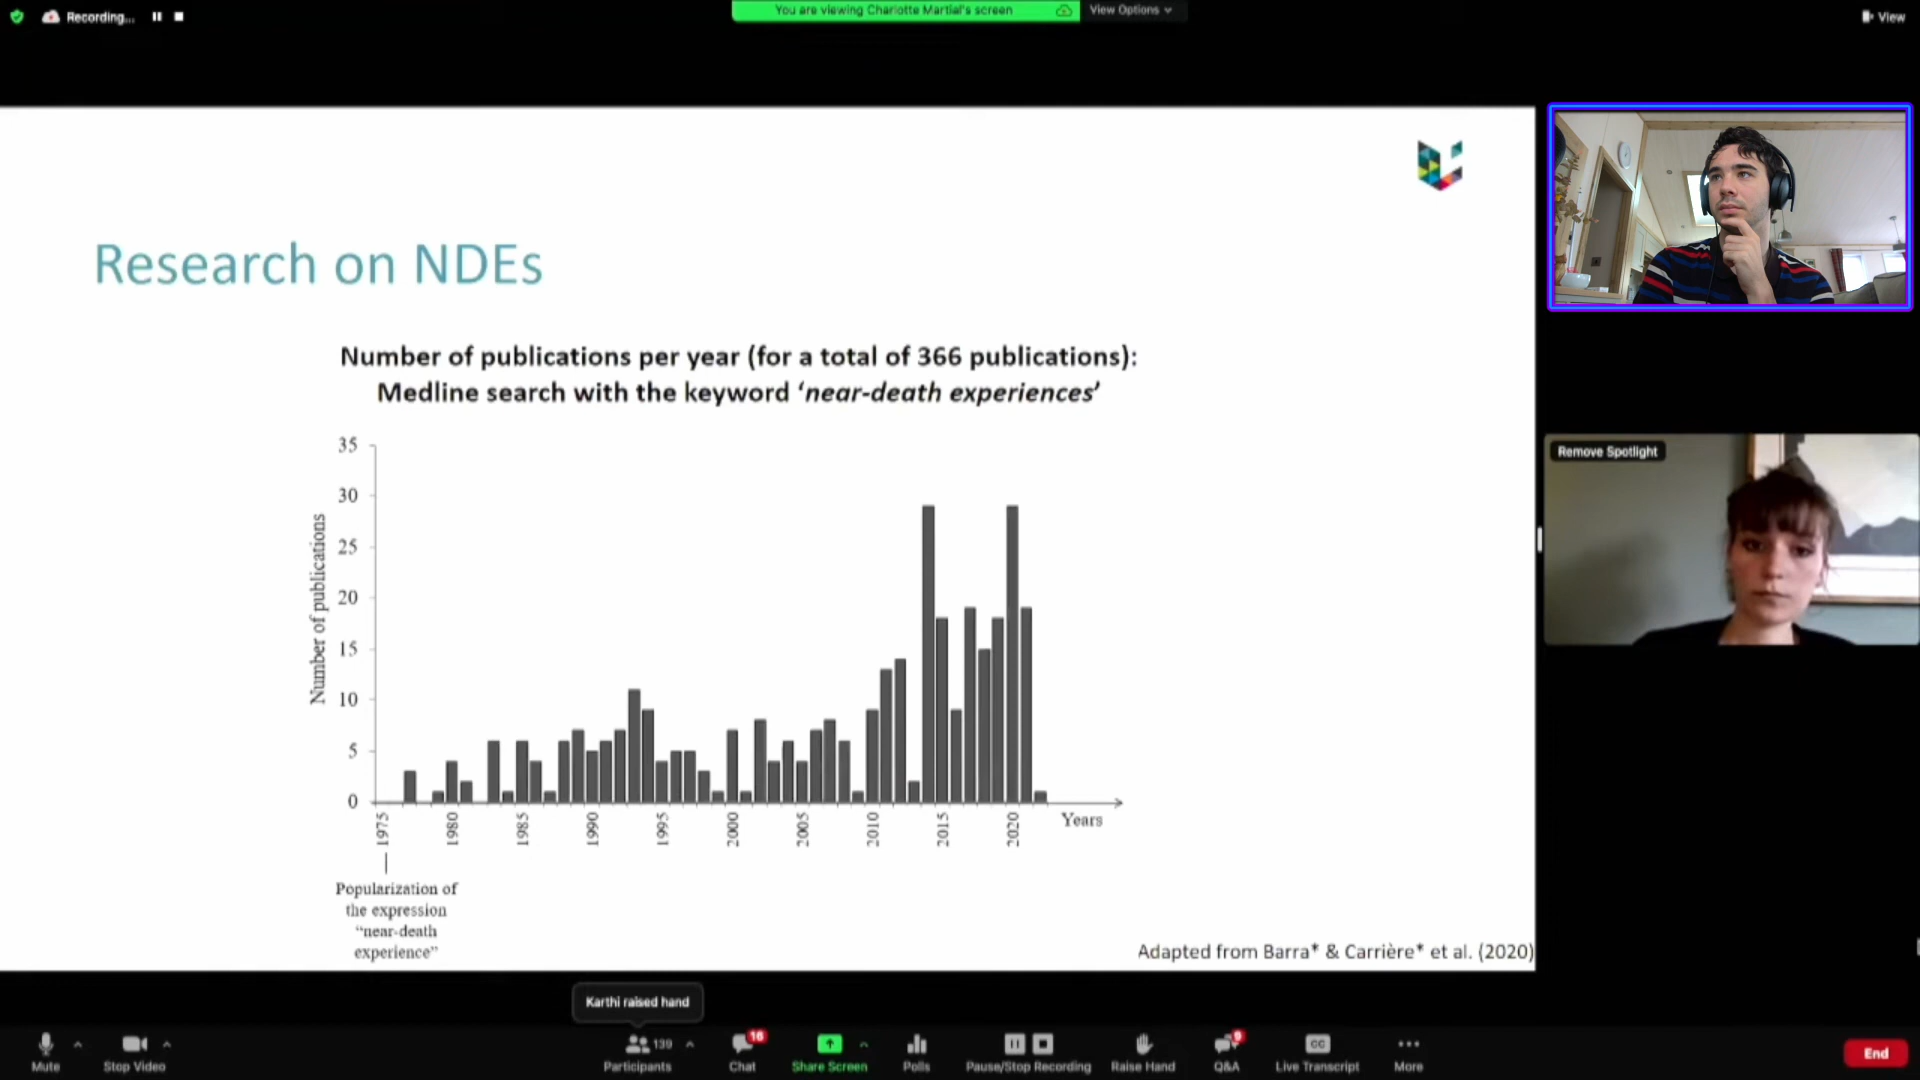 Recording...
You are viewing Charlotte Martial's screen
View Options
View
Research on NDEs
Number of publications per year (for a total of 366 publications):
Medline search with the keyword ‘near-death experiences’
Remove Spotlight
Number of publications
35
30
25
20
15
10
5
0
1975
1980
1985
1990
1995
2000
2005
2010
2015
2020
Years
Popularization of
the expression
“near-death
experience”
Adapted from Barra* & Carrière* et al. (2020)
Karthi raised hand
139
16
9
CC
Mute
Stop Video
Participants
Chat
Share Screen
Polls
Pause/Stop Recording
Raise Hand
Q&A
Live Transcript
More
End